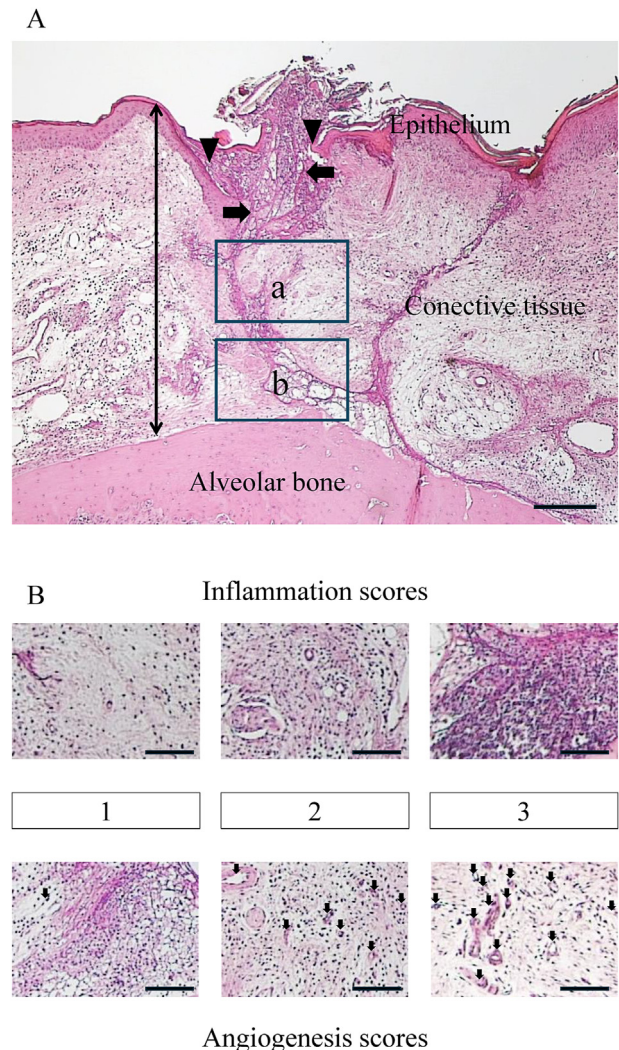 A
Epithelium
a
Conective tissue
b
Alveolar bone
B
Inflammation scores
1
2
3
Angiogenesis scores